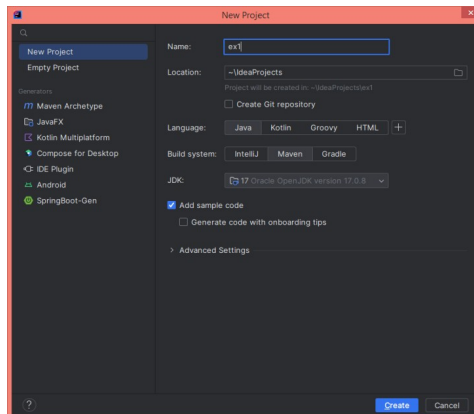 New Project
New Project
Empty Project
Generators
Maven Archetype
JavaFX
Kotlin Multiplatform
Compose for Desktop
IDE Plugin
Android
SpringBoot-Gen
Name: ex1
Location: ~\IdeaProjects
Project will be created in: ~\IdeaProjects\ex1
Create Git repository
Language: Java Kotlin Groovy HTML +
Build system: IntelliJ Maven Gradle
JDK: 17 Oracle OpenJDK version 17.0.8
Add sample code
Generate code with onboarding tips
> Advanced Settings
? Create Cancel